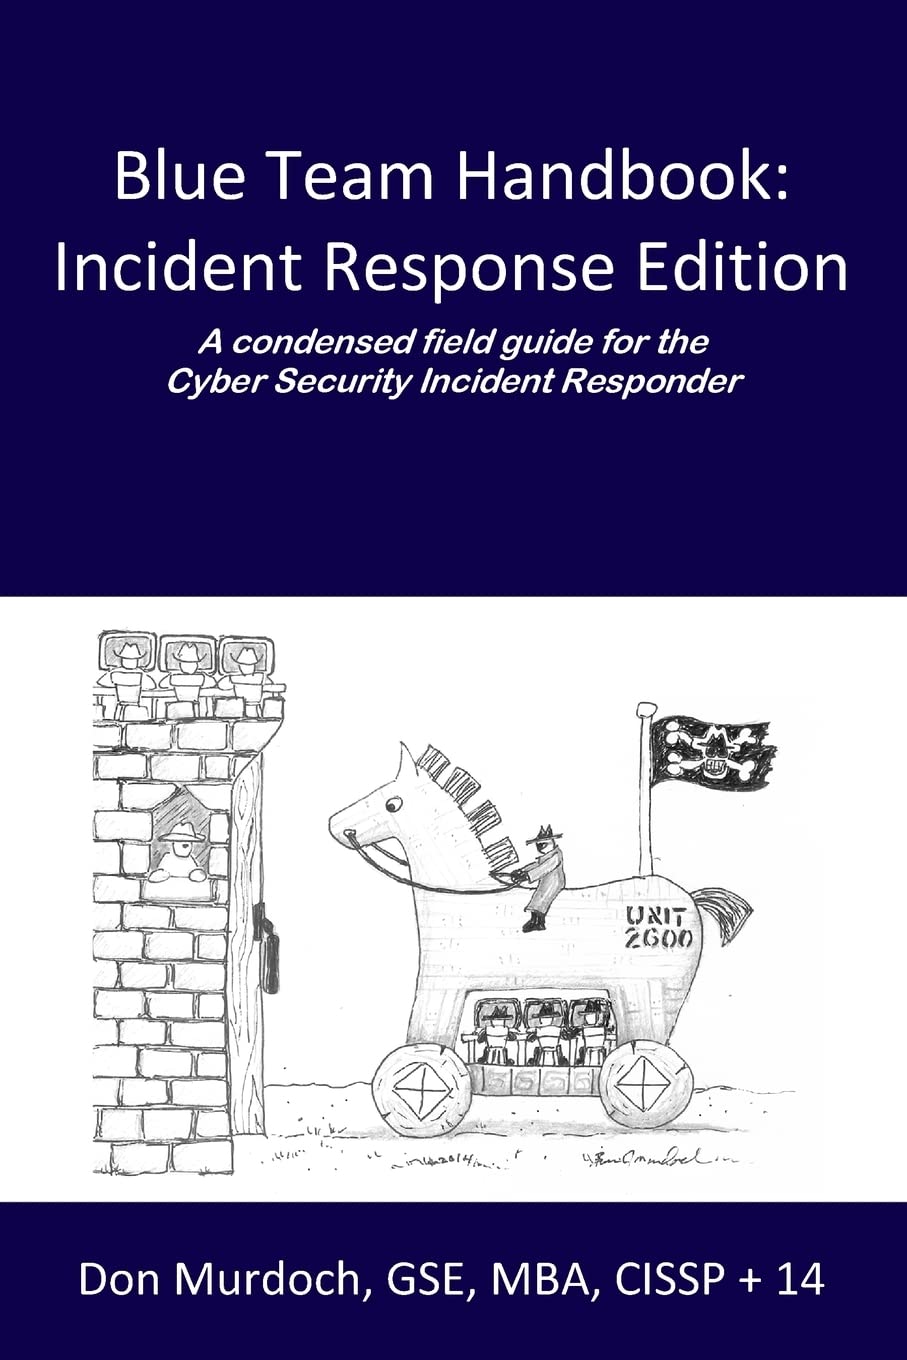 Blue Team Handbook:
Incident Response Edition
A condensed field guide for the
Cyber Security Incident Responder
UNIT
2600
Don Murdoch, GSE, MBA, CISSP + 14